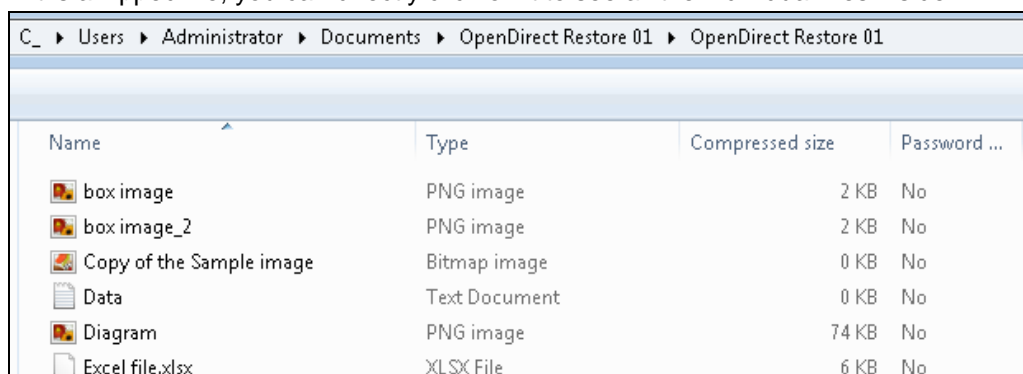 C_ ▸ Users ▸ Administrator ▸ Documents ▸ OpenDirect Restore 01 ▸ OpenDirect Restore 01
Name Type Compressed size Password ...
box image PNG image 2 KB No
box image_2 PNG image 2 KB No
Copy of the Sample image Bitmap image 0 KB No
Data Text Document 0 KB No
Diagram PNG image 74 KB No
Excel file.xlsx XLSX File 6 KB No